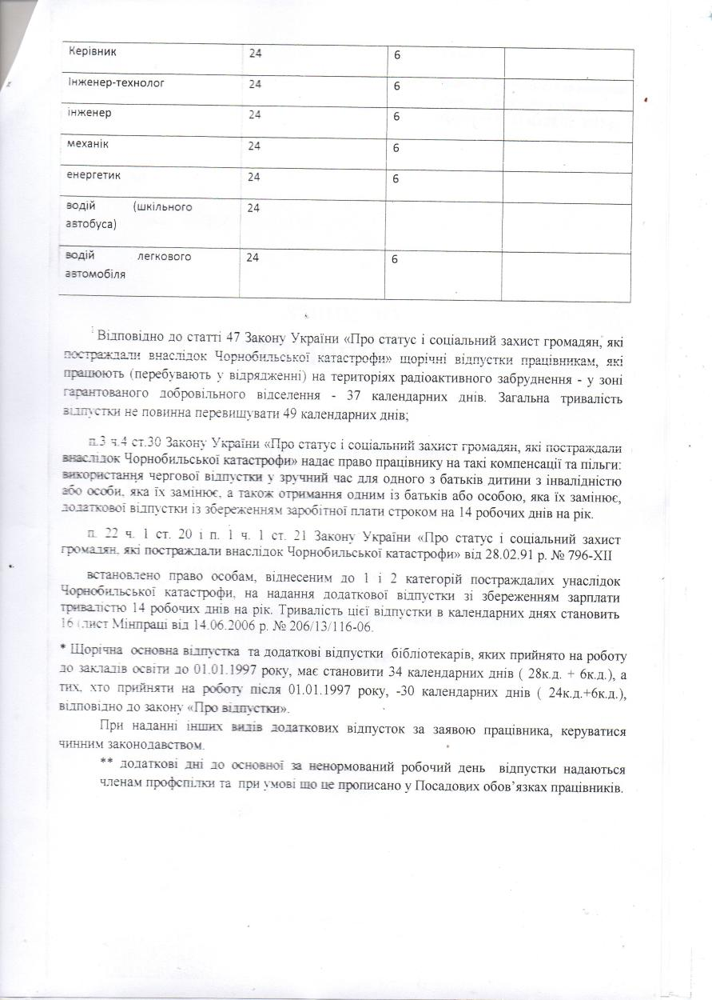 Керівник 24 6
Інженер-технолог 24 6
інженер 24 6
механік 24 6
енергетик 24 6
водій (шкільного 24
автобуса)
водій легкового 24 6
автомобіля
Відповідно до статті 47 Закону України «Про статус і соціальний захист громадян, які
постраждали внаслідок Чорнобильської катастрофи» щорічні відпустки працівникам, які
працюють (перебувають у відрядженні) на територіях радіоактивного забруднення - у зоні
гарантованого добровільного відселення - 37 календарних днів. Загальна тривалість
відпустки не повинна перевищувати 49 календарних днів;
п.3 ч.4 ст.30 Закону України «Про статус і соціальний захист громадян, які постраждали
внаслідок Чорнобильської катастрофи» надає право працівнику на такі компенсації та пільги:
використання чергової відпустки у зручний час для одного з батьків дитини з інвалідністю
або особи, яка їх замінює, а також отримання одним із батьків або особою, яка їх замінює,
додаткової відпустки із збереженням заробітної плати строком на 14 робочих днів на рік.
п. 22 ч. 1 ст. 20 і п. 1 ч. 1 ст. 21 Закону України «Про статус і соціальний захист
громадян, які постраждали внаслідок Чорнобильської катастрофи» від 28.02.91 р. № 796-XII
встановлено право особам, віднесеним до 1 і 2 категорій постраждалих унаслідок
Чорнобильської катастрофи, на надання додаткової відпустки зі збереженням зарплати
тривалістю 14 робочих днів на рік. Тривалість цієї відпустки в календарних днях становить
16 (лист Мінпраці від 14.06.2006 р. № 206/13/116-06.
* Щорічна основна відпустка та додаткові відпустки бібліотекарів, яких прийнято на роботу
до закладів освіти до 01.01.1997 року, має становити 34 календарних днів ( 28к.д. + 6к.д.), а
тих, хто прийняти на роботу після 01.01.1997 року, -30 календарних днів ( 24к.д.+6к.д.),
відповідно до закону «Про відпустки».
При наданні інших видів додаткових відпусток за заявою працівника, керуватися
чинним законодавством.
** додаткові дні до основної за ненормований робочий день відпустки надаються
членам профспілки та при умові що це прописано у Посадових обов’язках працівників.